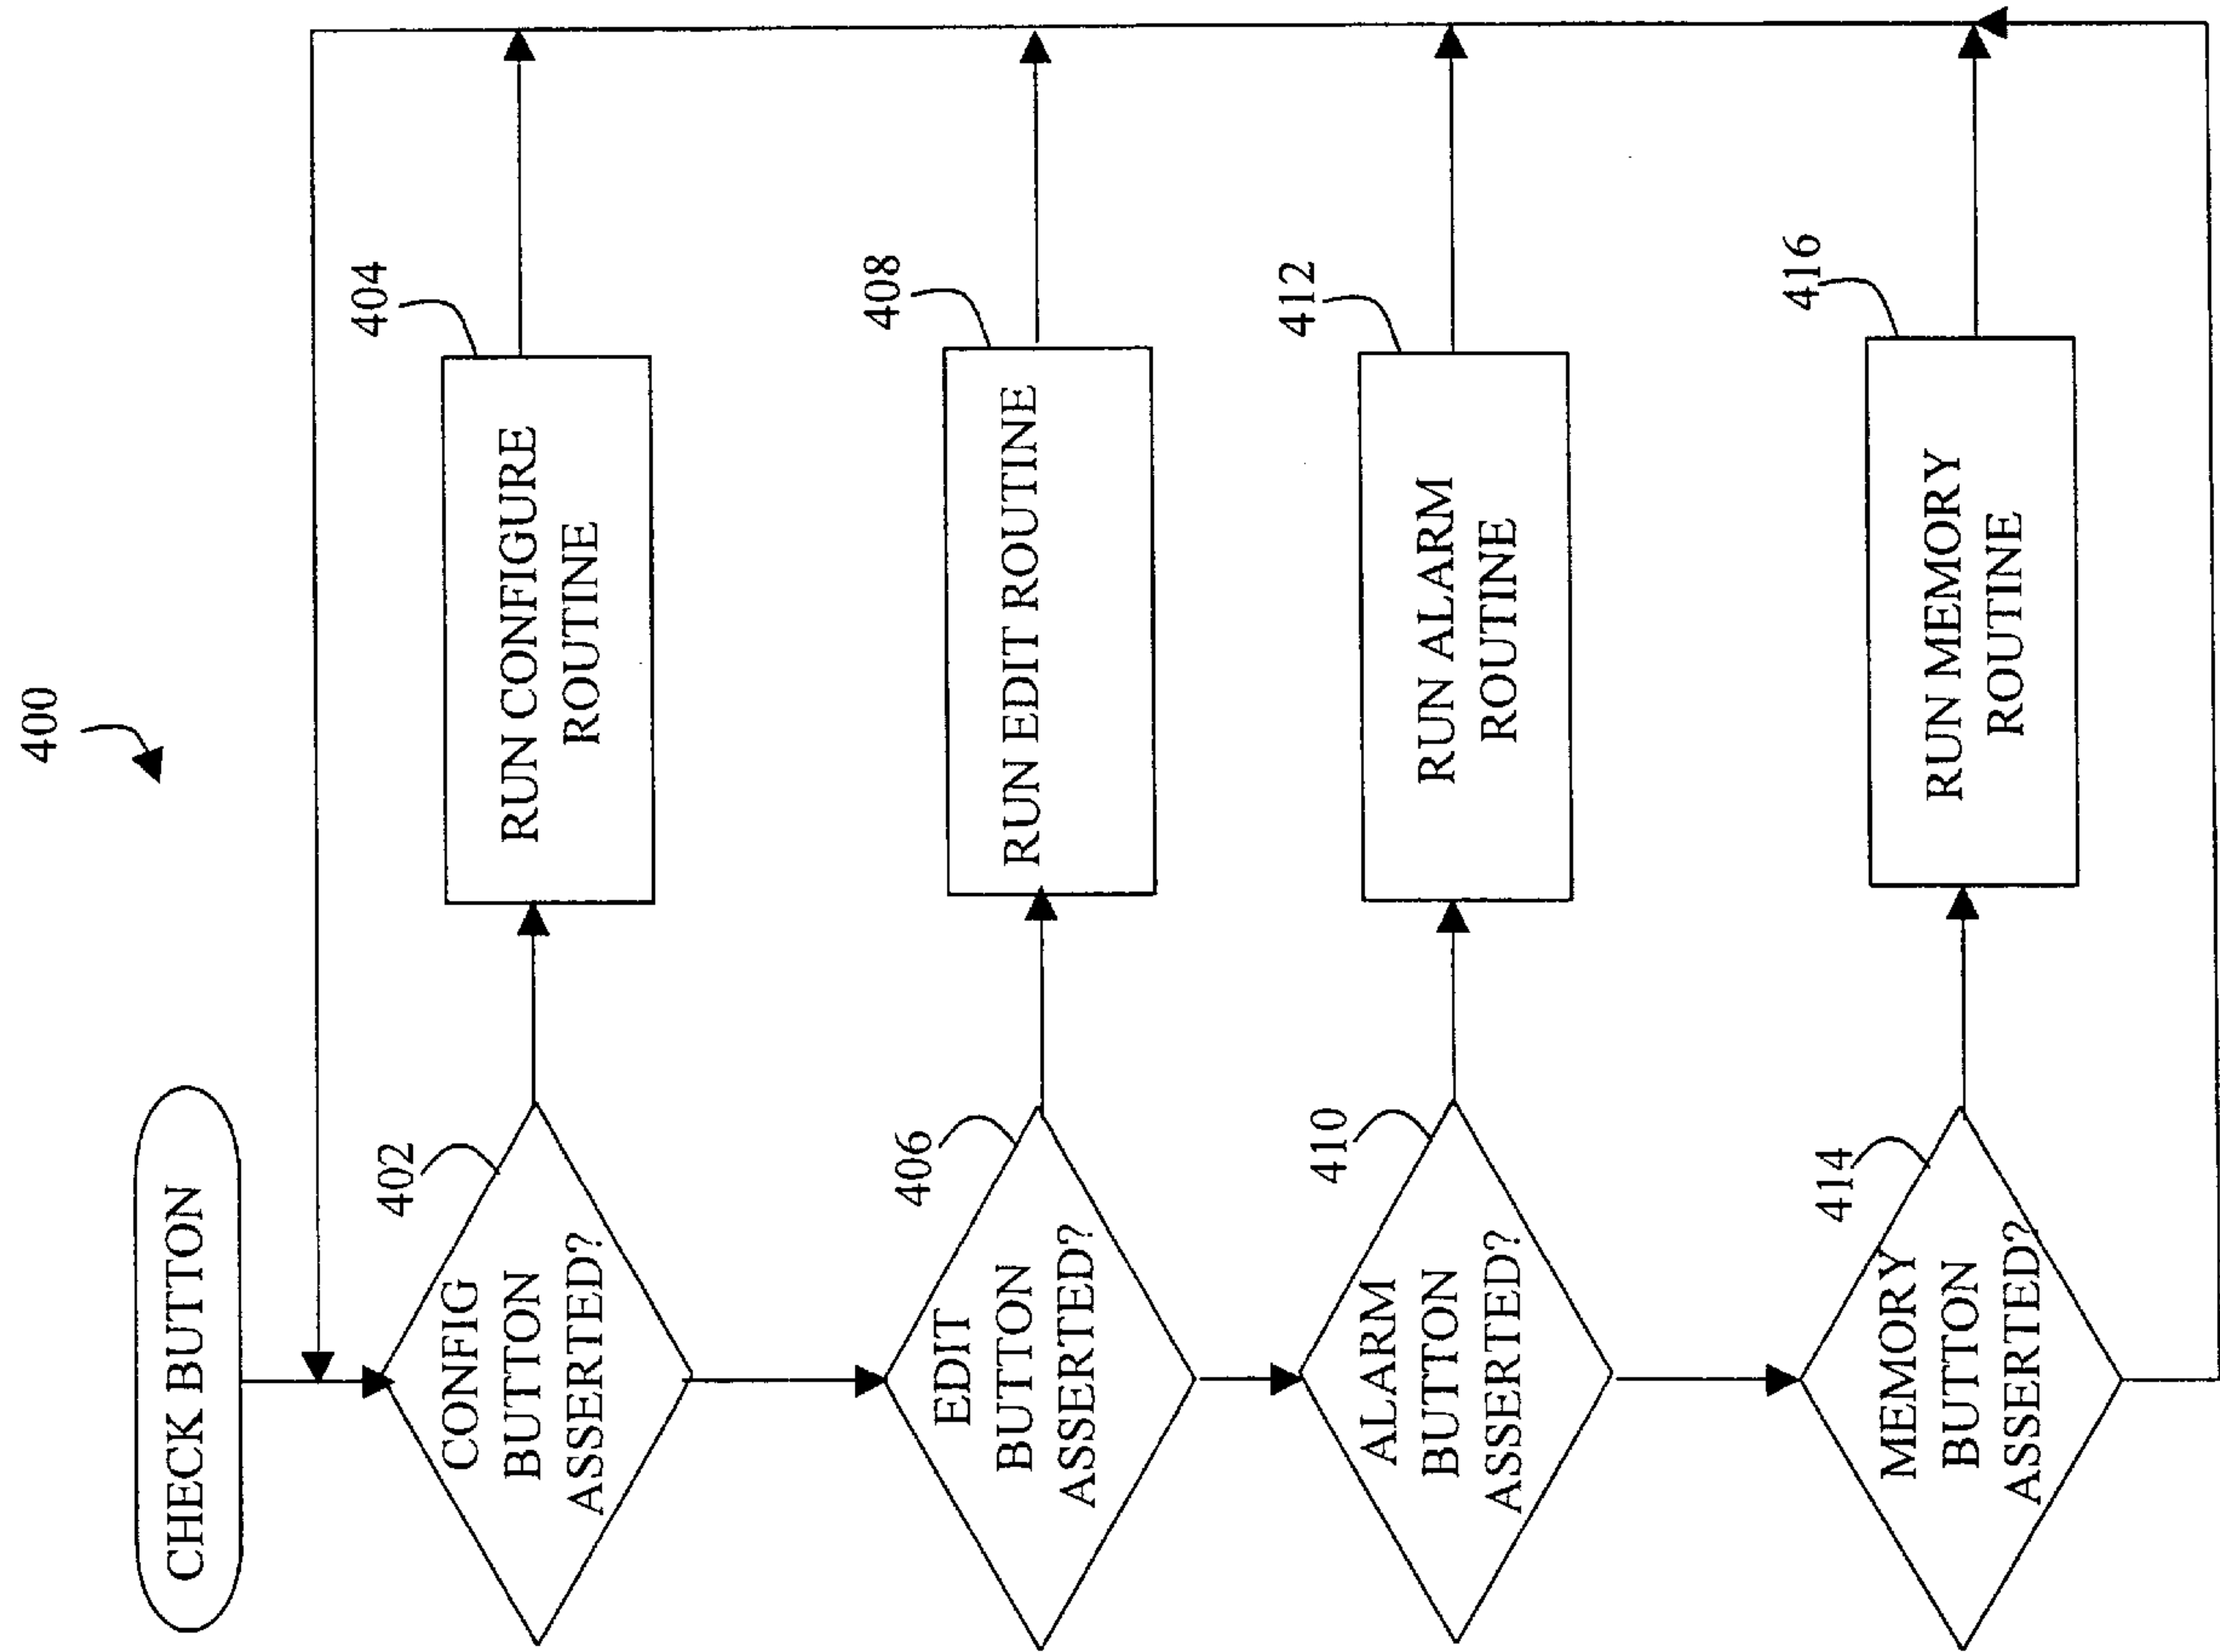 400
CHECK BUTTON
402
CONFIG
BUTTON
ASSERTED?
404
RUN CONFIGURE
ROUTINE
406
EDIT
BUTTON
ASSERTED?
408
RUN EDIT ROUTINE
410
ALARM
BUTTON
ASSERTED?
412
RUN ALARM
ROUTINE
414
MEMORY
BUTTON
ASSERTED?
416
RUN MEMORY
ROUTINE